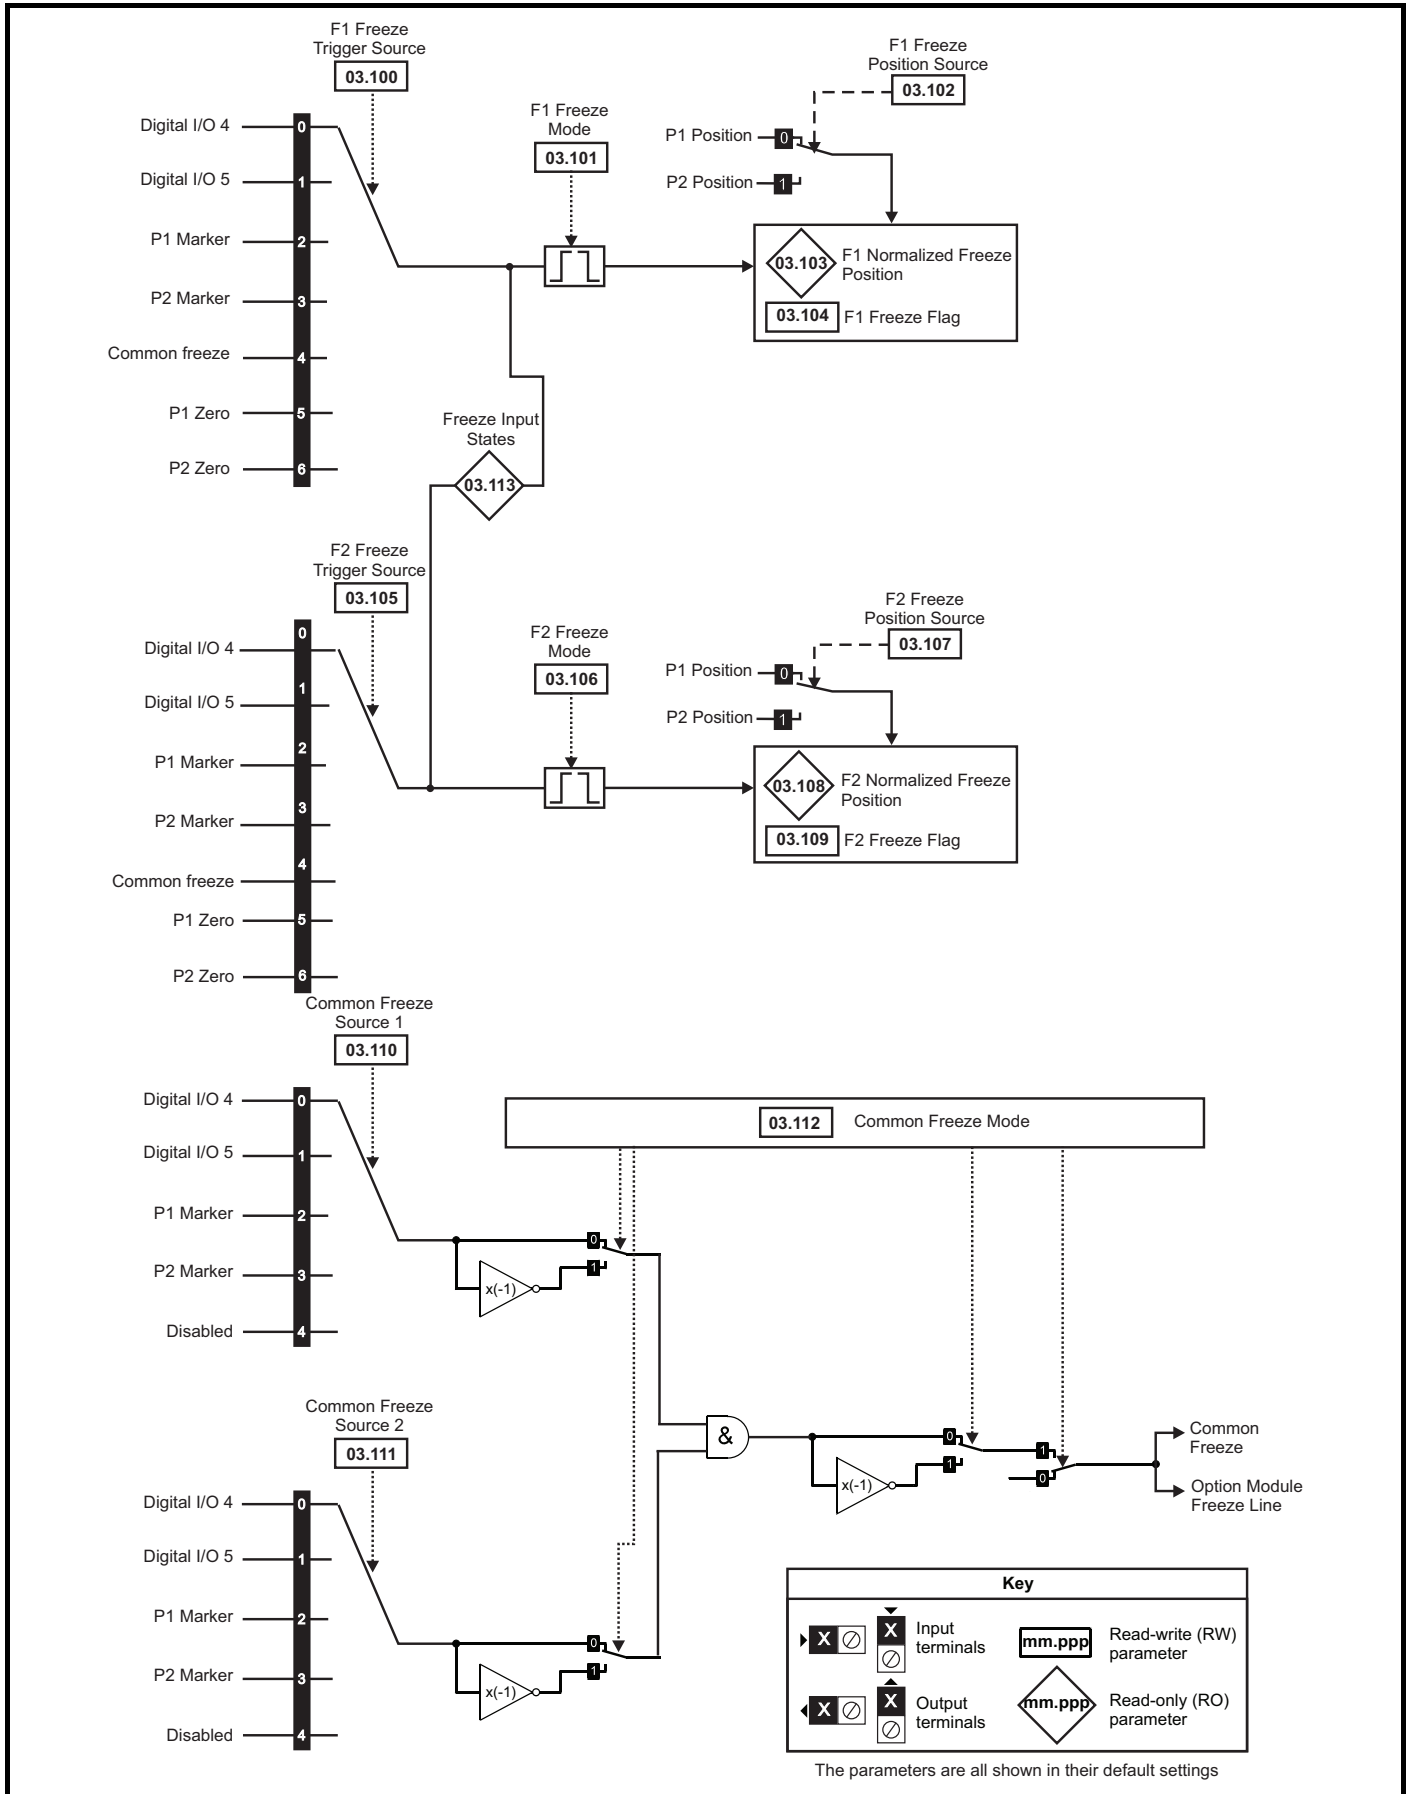 F1 Freeze
Trigger Source
03.100
Digital I/O 4
0
Digital I/O 5
1
P1 Marker
2
P2 Marker
3
Common freeze
4
P1 Zero
5
P2 Zero
6
F1 Freeze
Mode
03.101
F1 Freeze
Position Source
03.102
P1 Position
0
P2 Position
1
03.103
F1 Normalized Freeze
Position
03.104
F1 Freeze Flag
Freeze Input
States
03.113
F2 Freeze
Trigger Source
03.105
0
Digital I/O 4
1
Digital I/O 5
2
P1 Marker
3
P2 Marker
4
Common freeze
P1 Zero
5
P2 Zero
6
F2 Freeze
Mode
03.106
F2 Freeze
Position Source
03.107
P1 Position
0
P2 Position
1
03.108
F2 Normalized Freeze
Position
03.109
F2 Freeze Flag
Common Freeze
Source 1
03.110
Digital I/O 4
0
Digital I/O 5
1
P1 Marker
2
P2 Marker
3
Disabled
4
03.112
Common Freeze Mode
0
1
x(-1)
Common Freeze
Source 2
03.111
Digital I/O 4
0
Digital I/O 5
1
P1 Marker
2
P2 Marker
3
Disabled
4
0
1
x(-1)
&
x(-1)
0
1
1
0
Common
Freeze
Option Module
Freeze Line
Key
X
X
Input
terminals
mm.ppp
Read-write (RW)
parameter
X
X
Output
terminals
mm.ppp
Read-only (RO)
parameter
The parameters are all shown in their default settings